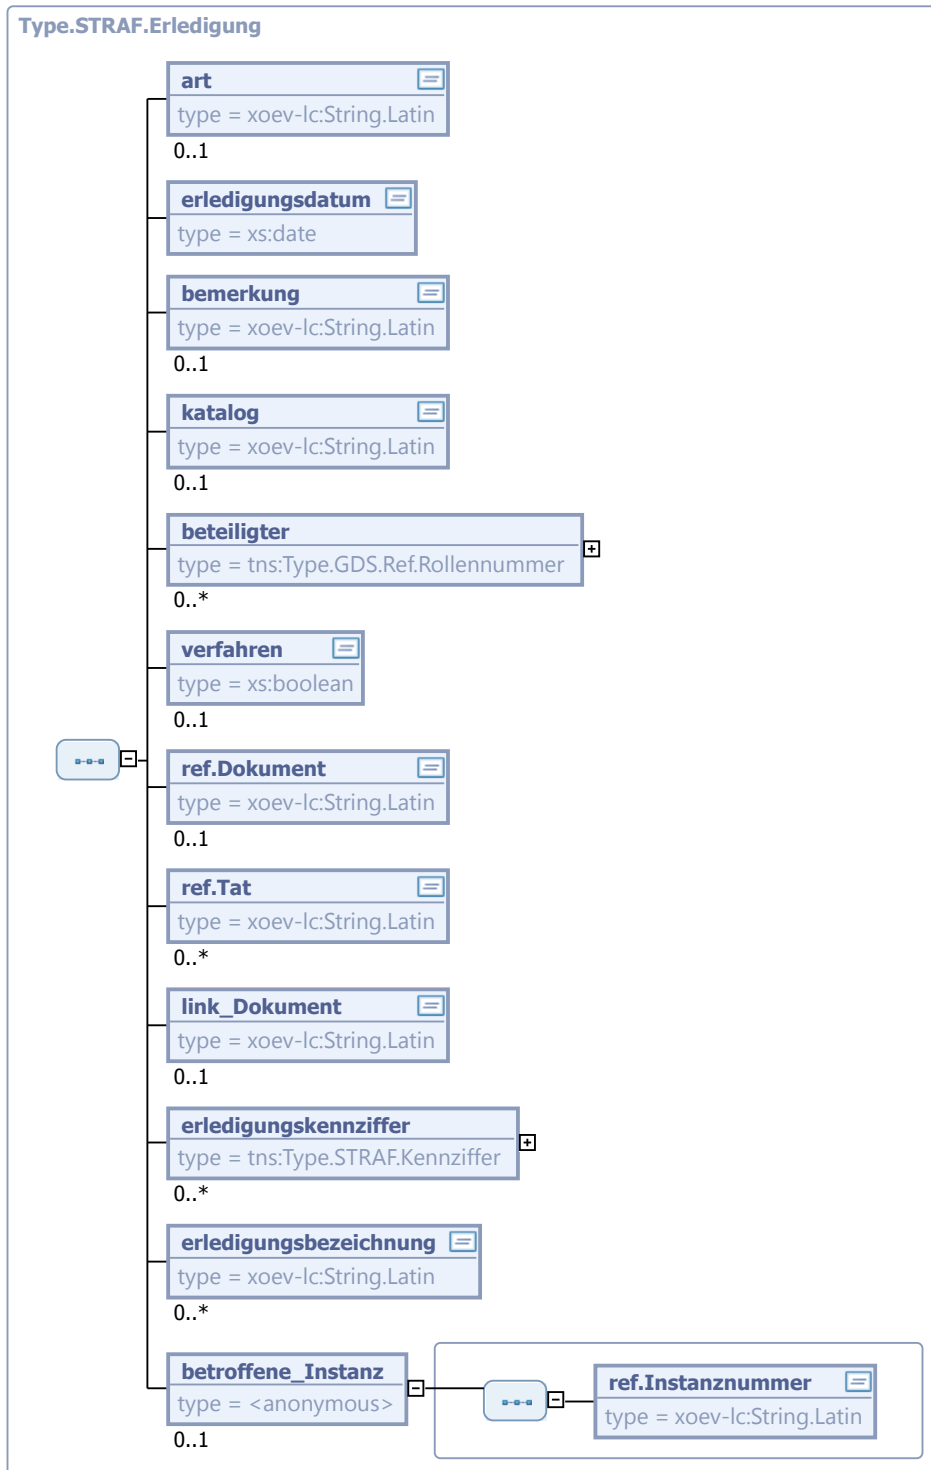 Type.STRAF.Erledigung
art
type = xoev-lc:String.Latin
0..1
erledigungsdatum
type = xs:date
bemerkung
type = xoev-lc:String.Latin
0..1
katalog
type = xoev-lc:String.Latin
0..1
beteiligter
type = tns:Type.GDS.Ref.Rollennummer
0..*
verfahren
type = xs:boolean
0..1
ref.Dokument
type = xoev-lc:String.Latin
0..1
ref.Tat
type = xoev-lc:String.Latin
0..*
link_Dokument
type = xoev-lc:String.Latin
0..1
erledigungskennziffer
type = tns:Type.STRAF.Kennziffer
0..*
erledigungsbezeichnung
type = xoev-lc:String.Latin
0..*
betroffene_Instanz
type = <anonymous>
0..1
ref.Instanznummer
type = xoev-lc:String.Latin